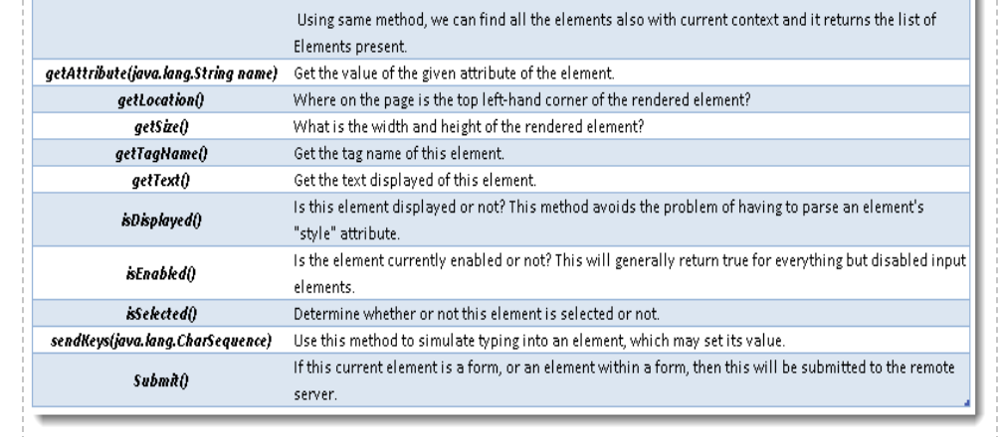 Using same method, we can find all the elements also with current context and it returns the list of
Elements present.
getAttribute(java.lang.String name) Get the value of the given attribute of the element.
getLocation() Where on the page is the top left-hand corner of the rendered element?
getSize() What is the width and height of the rendered element?
getTagName() Get the tag name of this element.
getText() Get the text displayed of this element.
isDisplayed() Is this element displayed or not? This method avoids the problem of having to parse an element's
"style" attribute.
isEnabled() Is the element currently enabled or not? This will generally return true for everything but disabled input
elements.
isSelected() Determine whether or not this element is selected or not.
sendKeys(java.lang.CharSequence) Use this method to simulate typing into an element, which may set its value.
Submit() If this current element is a form, or an element within a form, then this will be submitted to the remote
server.